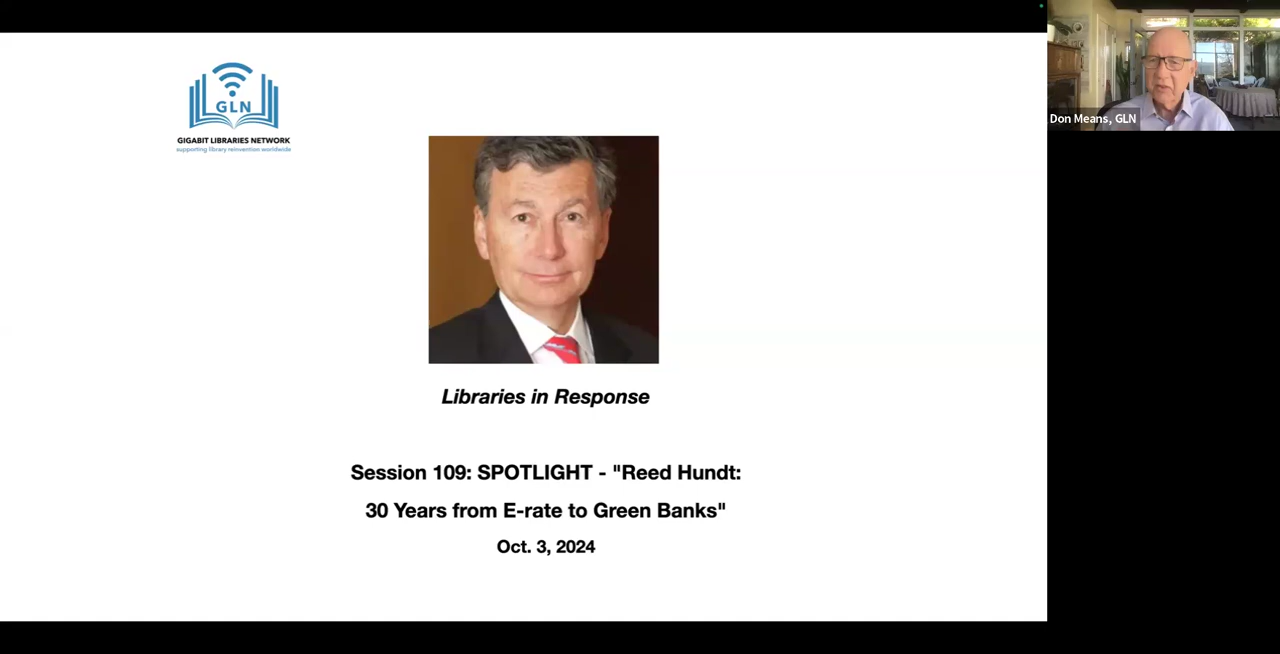 GLN
GIGABIT LIBRARIES NETWORK
supporting library reinvention worldwide
Don Means, GLN
Libraries in Response
Session 109: SPOTLIGHT - "Reed Hundt:
30 Years from E-rate to Green Banks"
Oct. 3, 2024